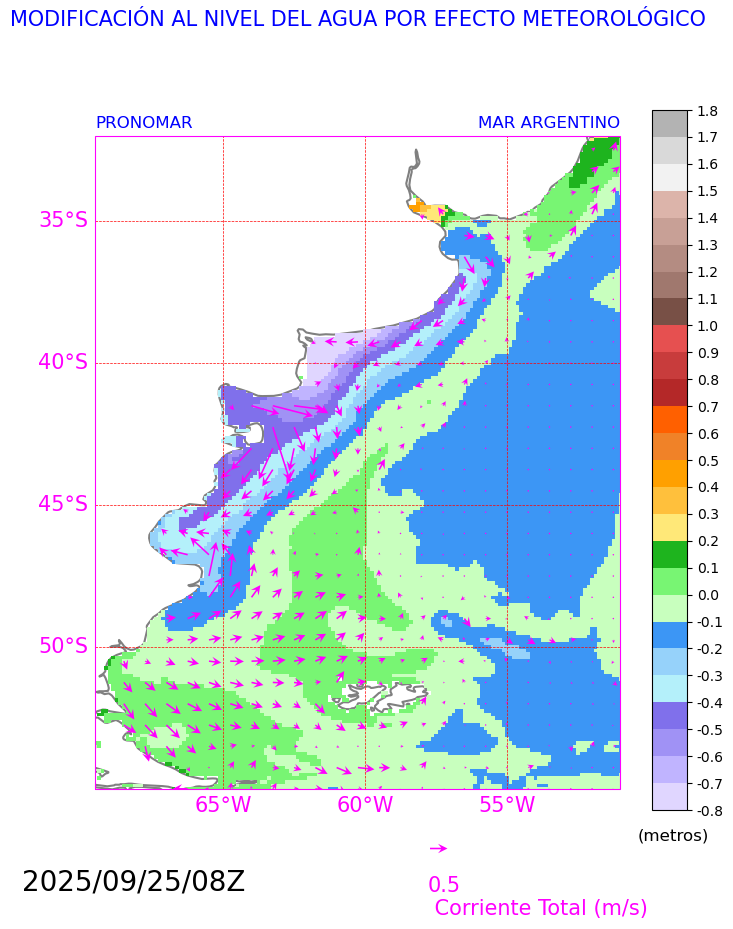 MODIFICACIÓN AL NIVEL DEL AGUA POR EFECTO METEOROLÓGICO
PRONOMAR
MAR ARGENTINO
1.8
1.7
1.6
1.5
1.4
1.3
1.2
1.1
1.0
0.9
0.8
0.7
0.6
0.5
0.4
0.3
0.2
0.1
0.0
-0.1
-0.2
-0.3
-0.4
-0.5
-0.6
-0.7
-0.8
(metros)
35°S
40°S
45°S
50°S
65°W 60°W 55°W
2025/09/25/08Z
0.5
Corriente Total (m/s)